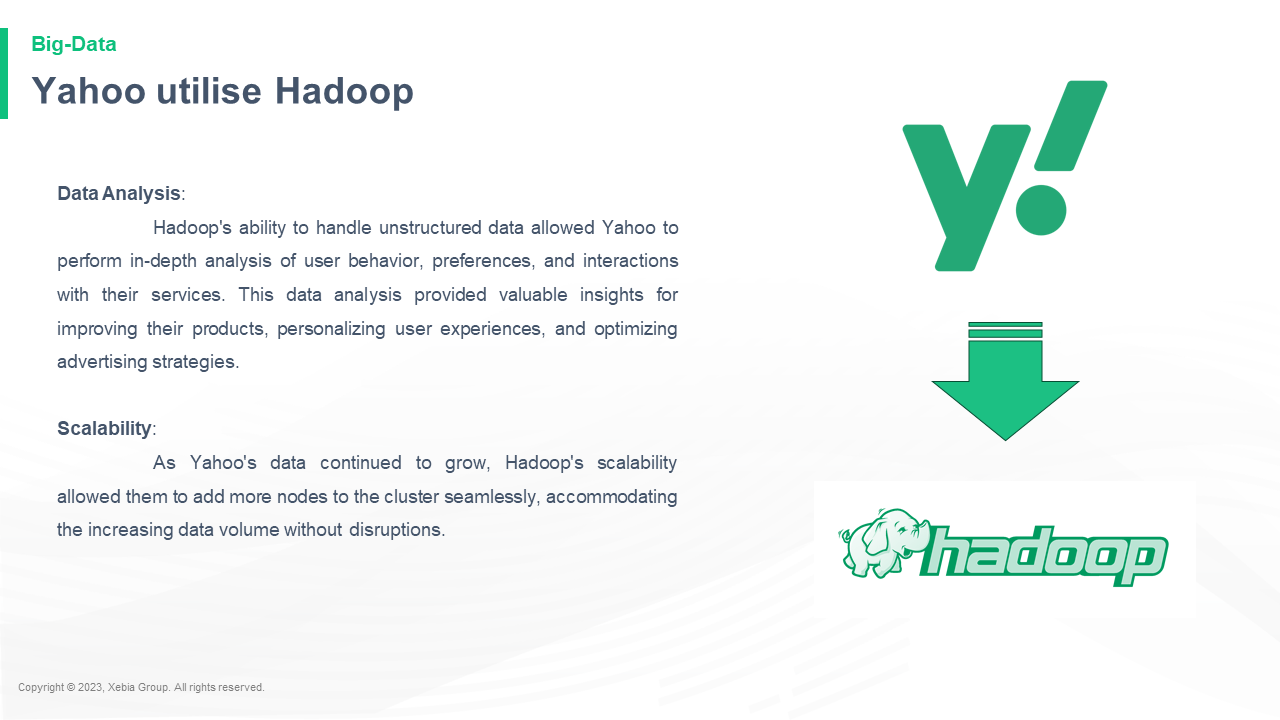 Big-Data
Yahoo utilise Hadoop
Data Analysis:
Hadoop's ability to handle unstructured data allowed Yahoo to
perform in-depth analysis of user behavior, preferences, and interactions
with their services. This data analysis provided valuable insights for
improving their products, personalizing user experiences, and optimizing
advertising strategies.
Scalability:
As Yahoo's data continued to grow, Hadoop's scalability
allowed them to add more nodes to the cluster seamlessly, accommodating
the increasing data volume without disruptions.
y!
hadoop
Copyright © 2023, Xebia Group. All rights reserved.